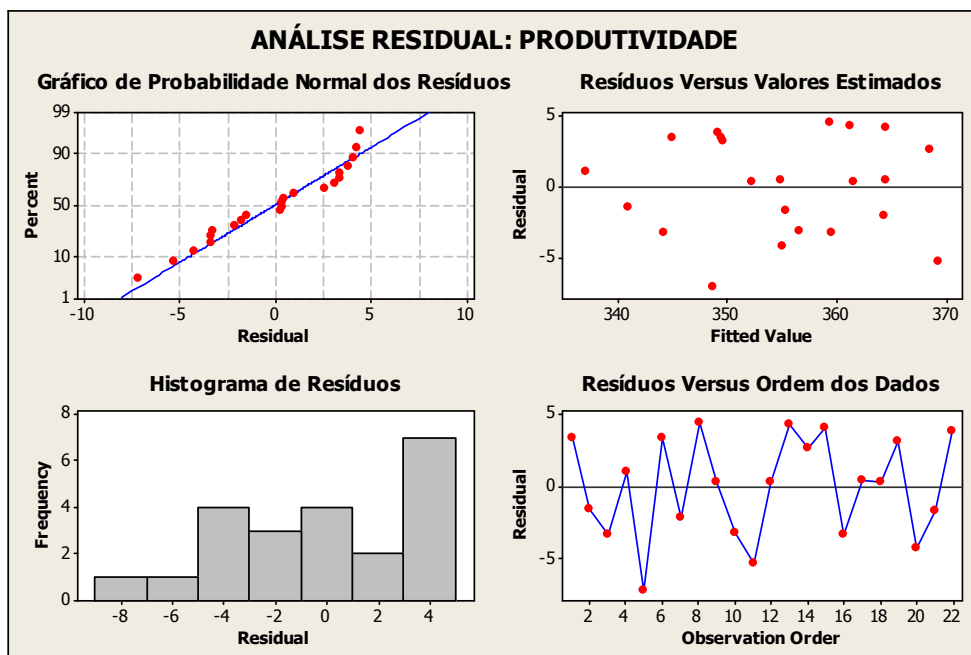 ANÁLISE RESIDUAL: PRODUTIVIDADE
Gráfico de Probabilidade Normal dos Resíduos
Percent
99
90
50
10
1
-10 -5 0 5 10
Residual
Resíduos Versus Valores Estimados
Residual
5
0
-5
340 350 360 370
Fitted Value
Histograma de Resíduos
Frequency
8
6
4
2
0
-8 -6 -4 -2 0 2 4
Residual
Resíduos Versus Ordem dos Dados
Residual
5
0
-5
2 4 6 8 10 12 14 16 18 20 22
Observation Order